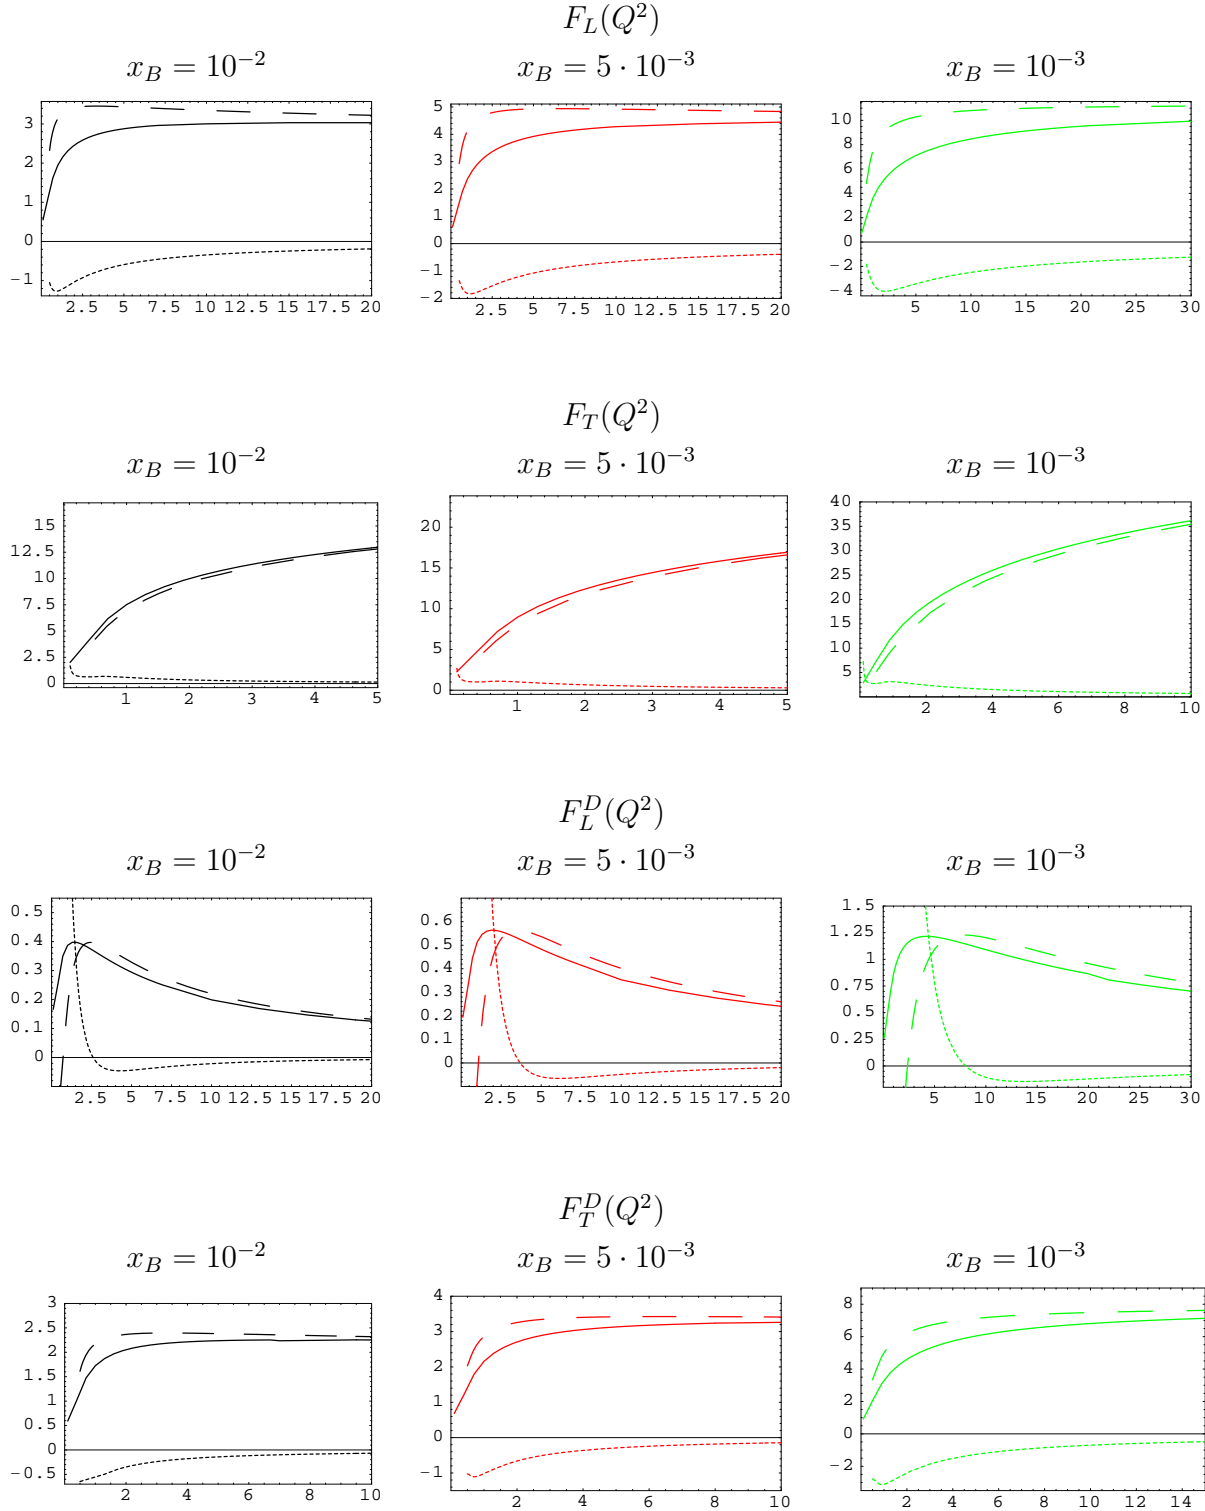 F_L(Q^2)
x_B = 10^{-2}
x_B = 5 · 10^{-3}
x_B = 10^{-3}
3
2
1
0
−1
2.5 5 7.5 10 12.5 15 17.5 20
5
4
3
2
1
0
−1
−2
2.5 5 7.5 10 12.5 15 17.5 20
10
8
6
4
2
0
−2
−4
5 10 15 20 25 30
F_T(Q^2)
x_B = 10^{-2}
x_B = 5 · 10^{-3}
x_B = 10^{-3}
15
12.5
10
7.5
5
2.5
0
1 2 3 4 5
20
15
10
5
0
1 2 3 4 5
40
35
30
25
20
15
10
5
2 4 6 8 10
F_L^D(Q^2)
x_B = 10^{-2}
x_B = 5 · 10^{-3}
x_B = 10^{-3}
0.5
0.4
0.3
0.2
0.1
0
2.5 5 7.5 10 12.5 15 17.5 20
0.6
0.5
0.4
0.3
0.2
0.1
0
2.5 5 7.5 10 12.5 15 17.5 20
1.5
1.25
1
0.75
0.5
0.25
0
5 10 15 20 25 30
F_T^D(Q^2)
x_B = 10^{-2}
x_B = 5 · 10^{-3}
x_B = 10^{-3}
3
2.5
2
1.5
1
0.5
0
−0.5
2 4 6 8 10
4
3
2
1
0
−1
2 4 6 8 10
8
6
4
2
0
−2
2 4 6 8 10 12 14